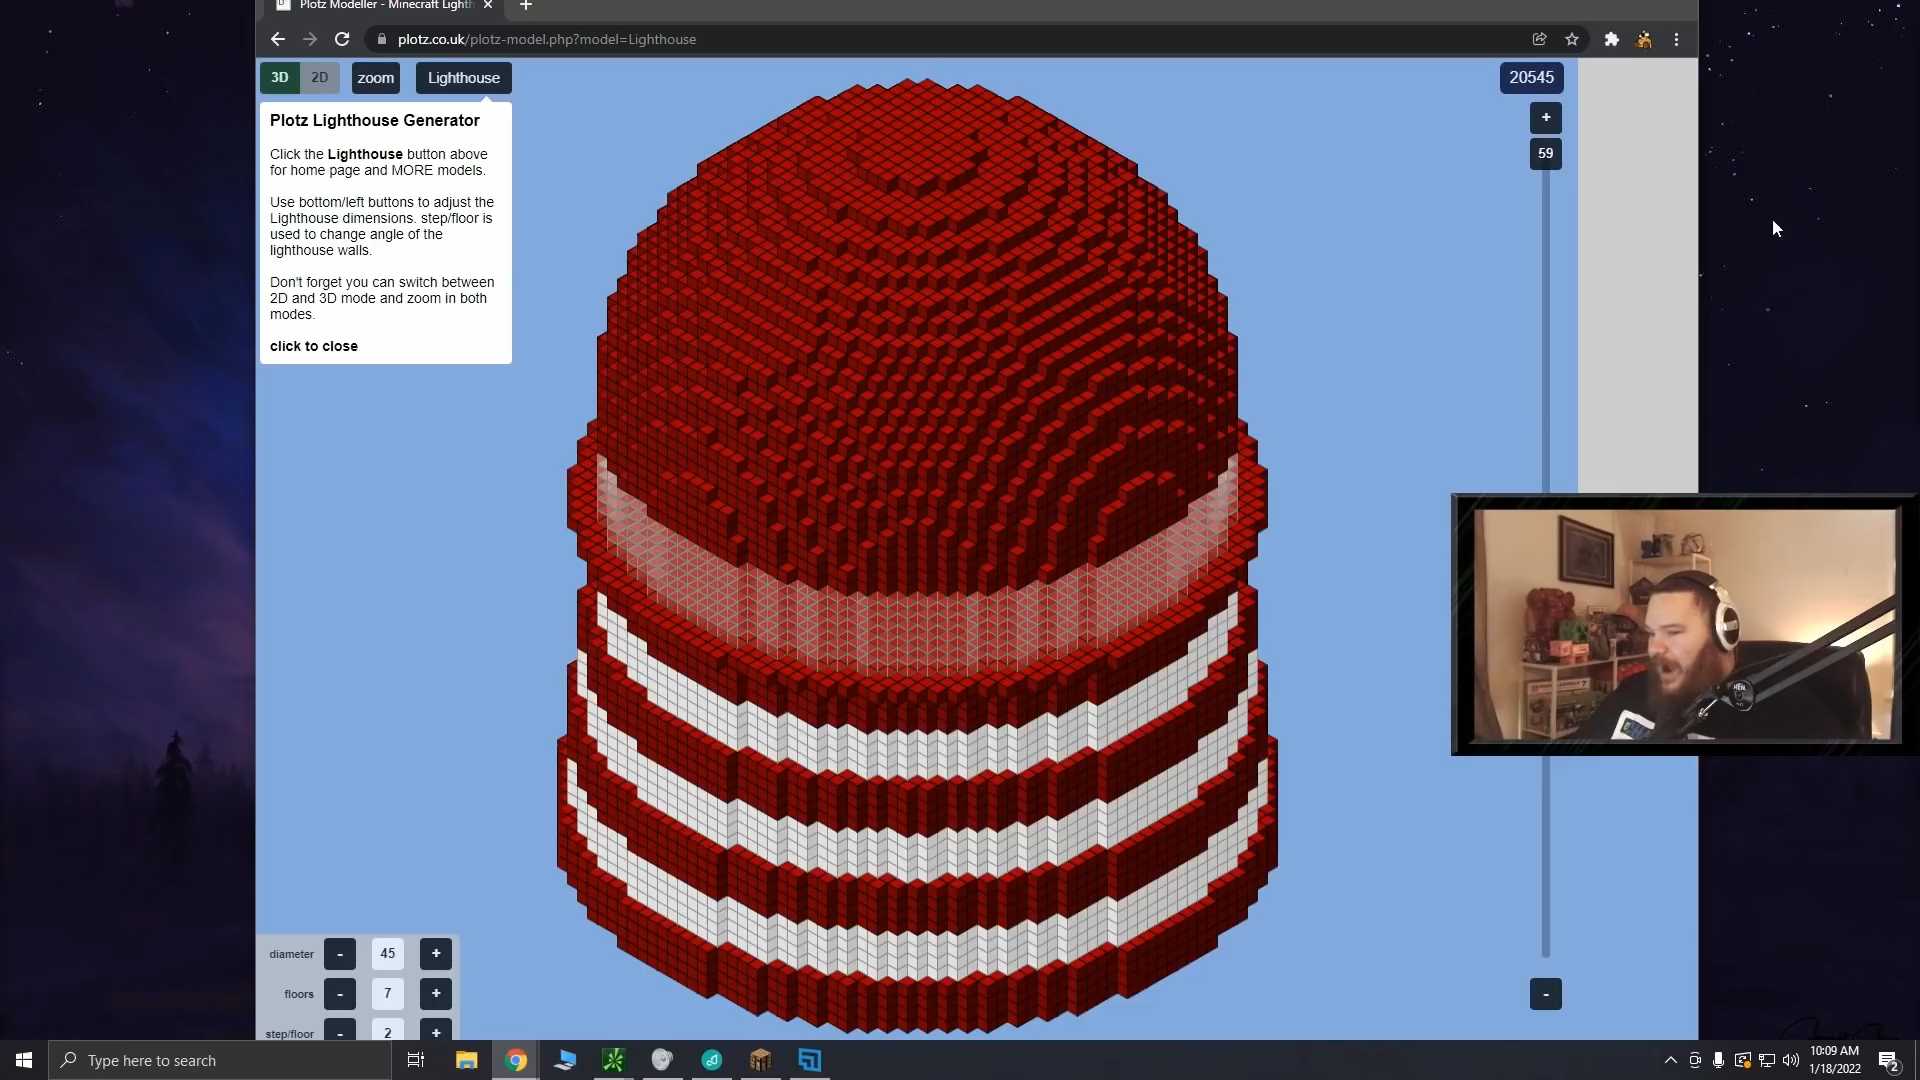 Plotz Modeller - Minecraft Lighth
plotz.co.uk/plotz-model.php?model=Lighthouse
3D 2D zoom Lighthouse 20545
+
59
Plotz Lighthouse Generator
Click the Lighthouse button above
for home page and MORE models.
Use bottom/left buttons to adjust the
Lighthouse dimensions. step/floor is
used to change angle of the
lighthouse walls.
Don't forget you can switch between
2D and 3D mode and zoom in both
modes.
click to close
diameter - 45 +
floors - 7 +
step/floor - 2 +
-
Type here to search
10:09 AM
1/18/2022
2